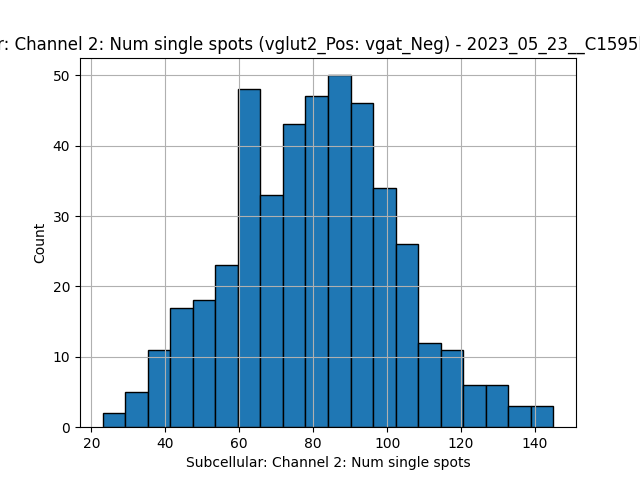 : Channel 2: Num single spots (vglut2_Pos: vgat_Neg) - 2023_05_23__C1595
50
40
30
20
10
0
Count
20 40 60 80 100 120 140
Subcellular: Channel 2: Num single spots